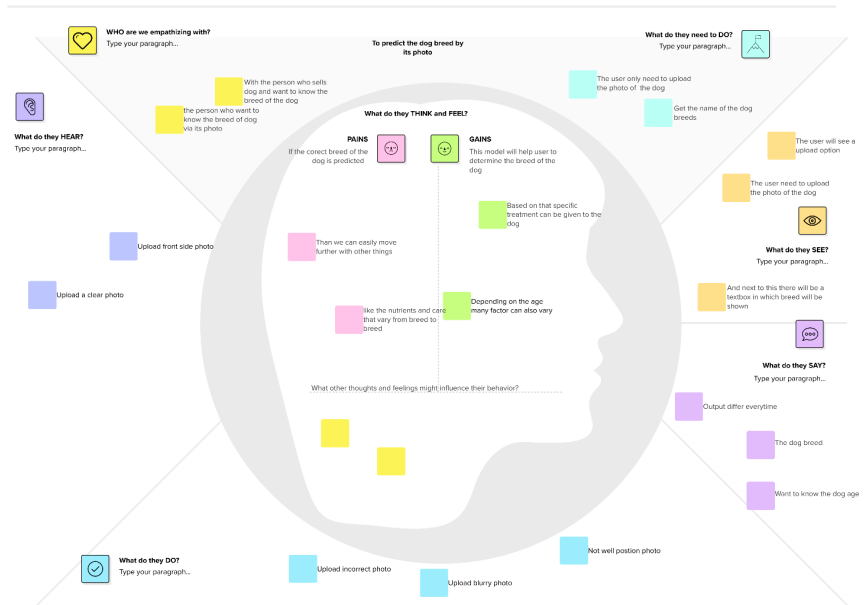 WHO are we empathizing with?
Type your paragraph...
To predict the dog breed by
its photo
What do they need to DO?
Type your paragraph...
With the person who sells
dog and want to know the
breed of the dog
the person who want to
know the breed of dog
via its photo
The user only need to upload
the photo of the dog
Get the name of the dog
breeds
What do they HEAR?
Type your paragraph...
What do they THINK and FEEL?
PAINS
If the corect breed of the
dog is predicted
GAINS
This model will help user to
determine the breed of the
dog
The user will see a
upload option
The user need to upload
the photo of the dog
Based on that specific
treatment can be given to the
dog
What do they SEE?
Type your paragraph...
Upload front side photo
Upload a clear photo
Than we can easily move
further with other things
like the nutrients and care
that vary from breed to
breed
Depending on the age
many factor can also vary
And next to this there will be a
textbox in which breed will be
shown
What do they SAY?
Type your paragraph...
What other thoughts and feelings might influence their behavior?
Output differ everytime
The dog breed
Want to know the dog age
What do they DO?
Type your paragraph...
Upload incorrect photo
Upload blurry photo
Not well postion photo